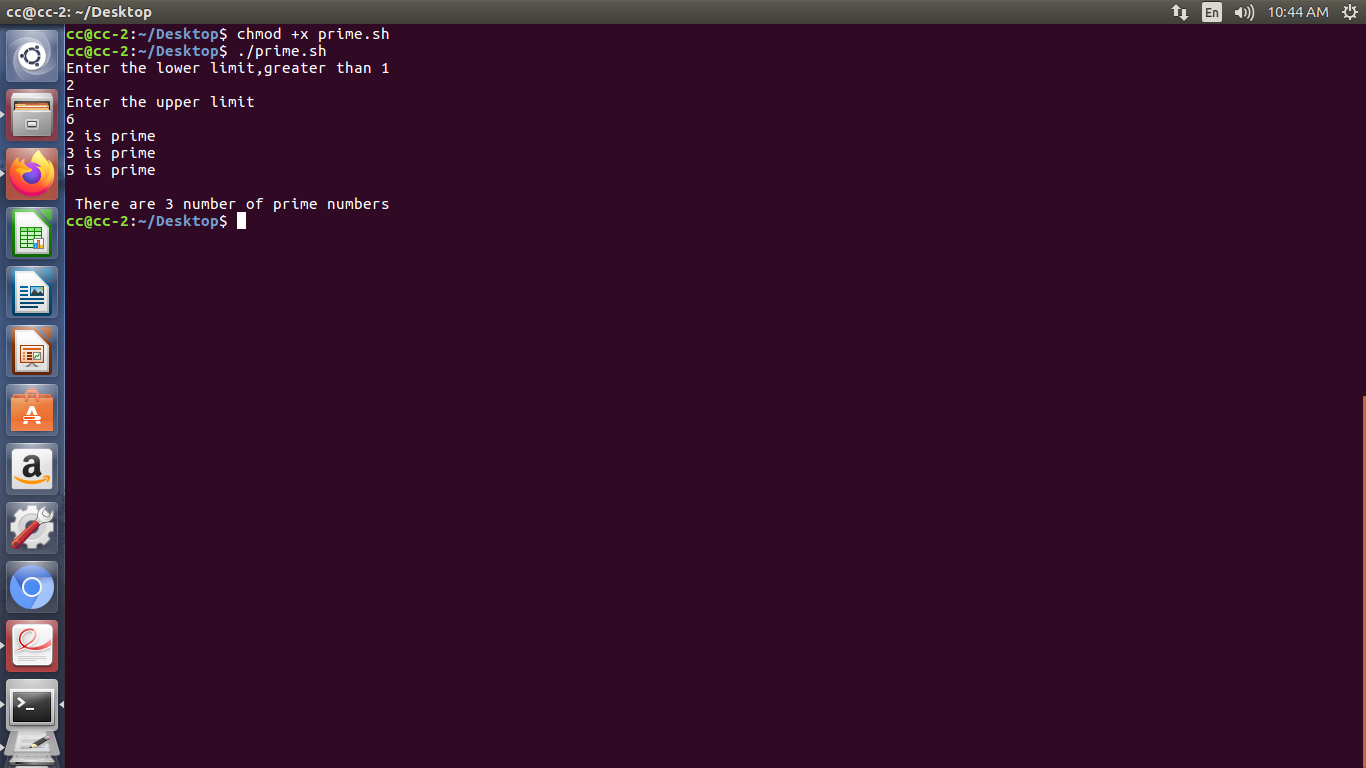 cc@cc-2: ~/Desktop
En
10:44 AM
cc@cc-2:~/Desktop$ chmod +x prime.sh
cc@cc-2:~/Desktop$ ./prime.sh
Enter the lower limit,greater than 1
2
Enter the upper limit
6
2 is prime
3 is prime
5 is prime
There are 3 number of prime numbers
cc@cc-2:~/Desktop$
A
a
>_